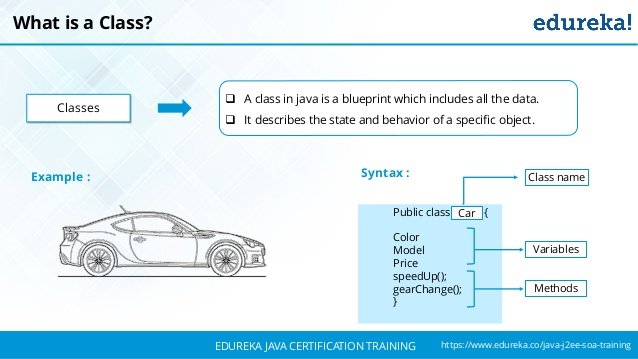 What is a Class?
edureka!
Classes
A class in java is a blueprint which includes all the data.
It describes the state and behavior of a specific object.
Example :
Syntax :
Class name
Public class Car {
Color
Model
Price
speedUp();
gearChange();
}
Variables
Methods
EDUREKA JAVA CERTIFICATION TRAINING
https://www.edureka.co/java-j2ee-soa-training